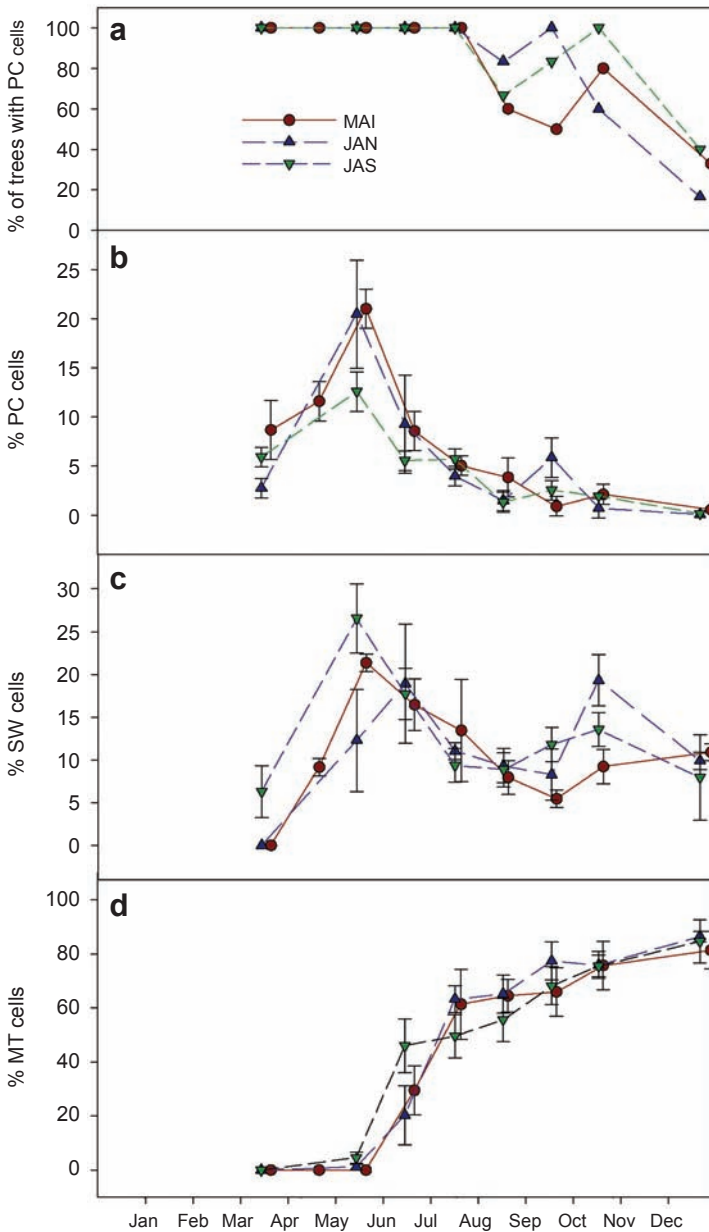 a
% of trees with PC cells
100
80
60
40
20
0
MAI
JAN
JAS
b
% PC cells
25
20
15
10
5
0
c
% SW cells
30
25
20
15
10
5
0
d
% MT cells
100
80
60
40
20
0
Jan Feb Mar Apr May Jun Jul Aug Sep Oct Nov Dec